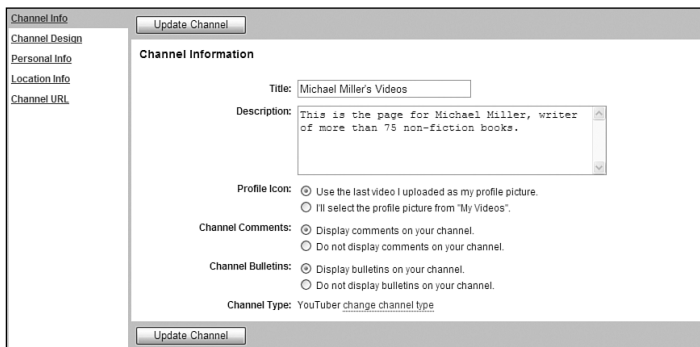 Channel Info
Channel Design
Personal Info
Location Info
Channel URL
Update Channel
Channel Information
Title: Michael Miller's Videos
Description: This is the page for Michael Miller, writer
of more than 75 non-fiction books.
Profile Icon: Use the last video I uploaded as my profile picture.
I'll select the profile picture from "My Videos".
Channel Comments: Display comments on your channel.
Do not display comments on your channel.
Channel Bulletins: Display bulletins on your channel.
Do not display bulletins on your channel.
Channel Type: YouTuber change channel type
Update Channel